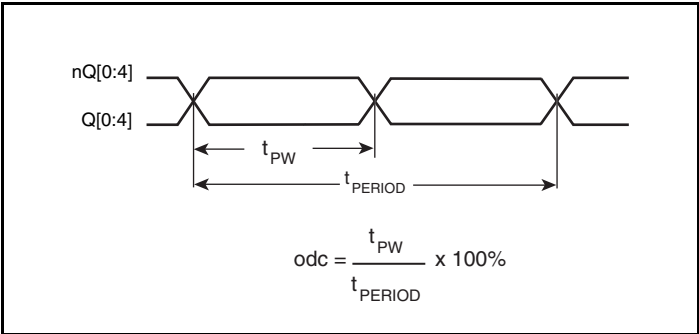 nQ[0:4]
Q[0:4]
tPW
tPERIOD
odc = tPW / tPERIOD x 100%